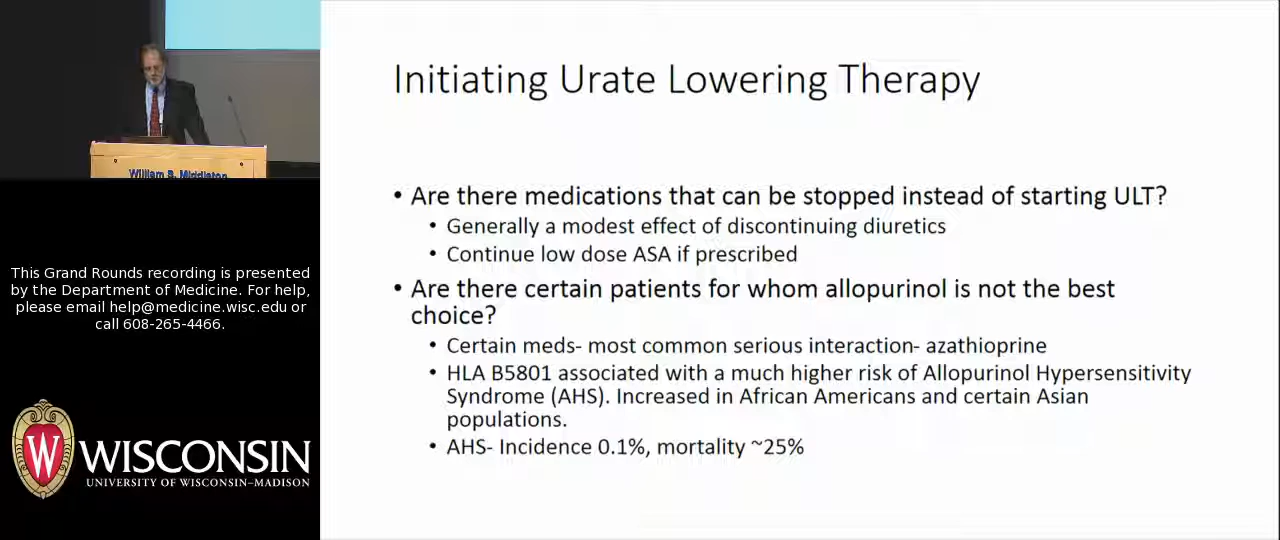 William S. Middleton
This Grand Rounds recording is presented
by the Department of Medicine. For help,
please email help@medicine.wisc.edu or
call 608-265-4466.
W
WISCONSIN
UNIVERSITY OF WISCONSIN–MADISON
Initiating Urate Lowering Therapy
• Are there medications that can be stopped instead of starting ULT?
• Generally a modest effect of discontinuing diuretics
• Continue low dose ASA if prescribed
• Are there certain patients for whom allopurinol is not the best
choice?
• Certain meds- most common serious interaction- azathioprine
• HLA B5801 associated with a much higher risk of Allopurinol Hypersensitivity
Syndrome (AHS). Increased in African Americans and certain Asian
populations.
• AHS- Incidence 0.1%, mortality ~25%